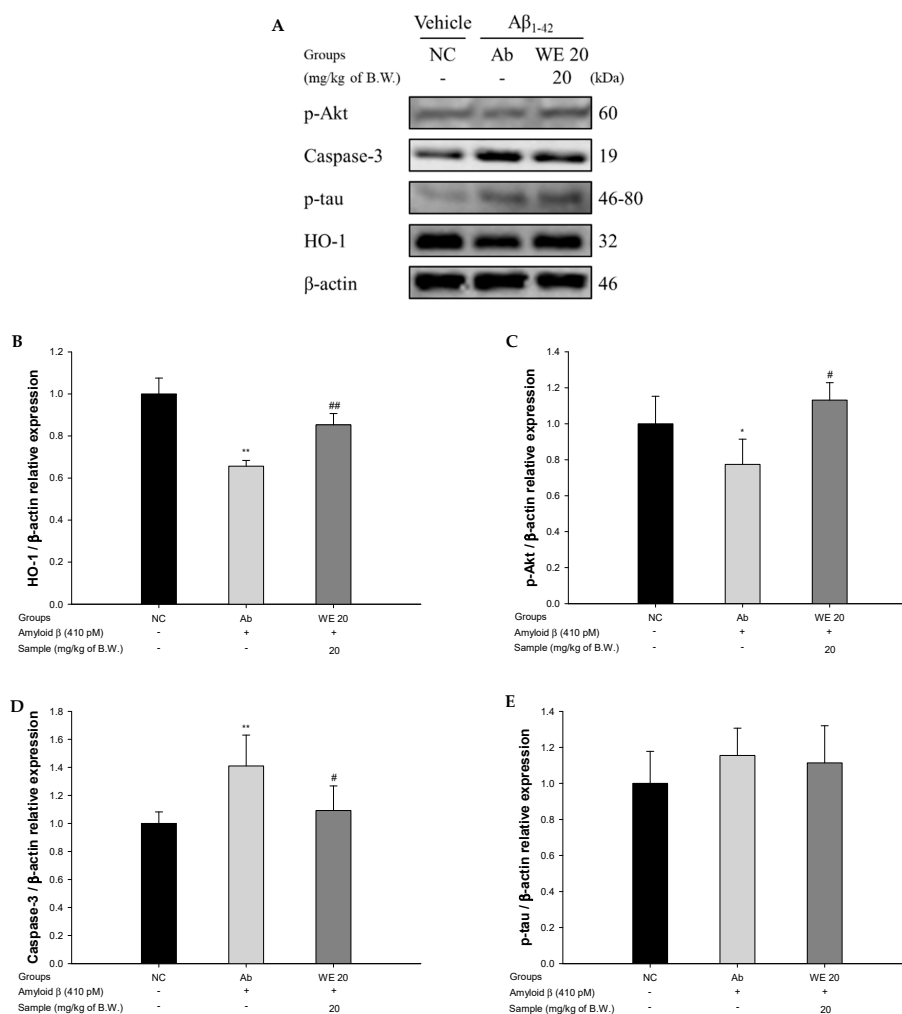 A
Vehicle Aβ1-42
Groups NC Ab WE 20
(mg/kg of B.W.) - - 20 (kDa)
p-Akt 60
Caspase-3 19
p-tau 46-80
HO-1 32
β-actin 46
B
HO-1 / β-actin relative expression
1.2
1.0
0.8
0.6
0.4
0.2
0.0
**
##
Groups NC Ab WE 20
Amyloid β (410 pM) - + +
Sample (mg/kg of B.W.) - - 20
C
p-Akt / β-actin relative expression
1.4
1.2
1.0
0.8
0.6
0.4
0.2
0.0
*
#
Groups NC Ab WE 20
Amyloid β (410 pM) - + +
Sample (mg/kg of B.W.) - - 20
D
Caspase-3 / β-actin relative expression
1.8
1.6
1.4
1.2
1.0
0.8
0.6
0.4
0.2
0.0
**
#
Groups NC Ab WE 20
Amyloid β (410 pM) - + +
Sample (mg/kg of B.W.) - - 20
E
p-tau / β-actin relative expression
1.4
1.2
1.0
0.8
0.6
0.4
0.2
0.0
Groups NC Ab WE 20
Amyloid β (410 pM) - + +
Sample (mg/kg of B.W.) - - 20